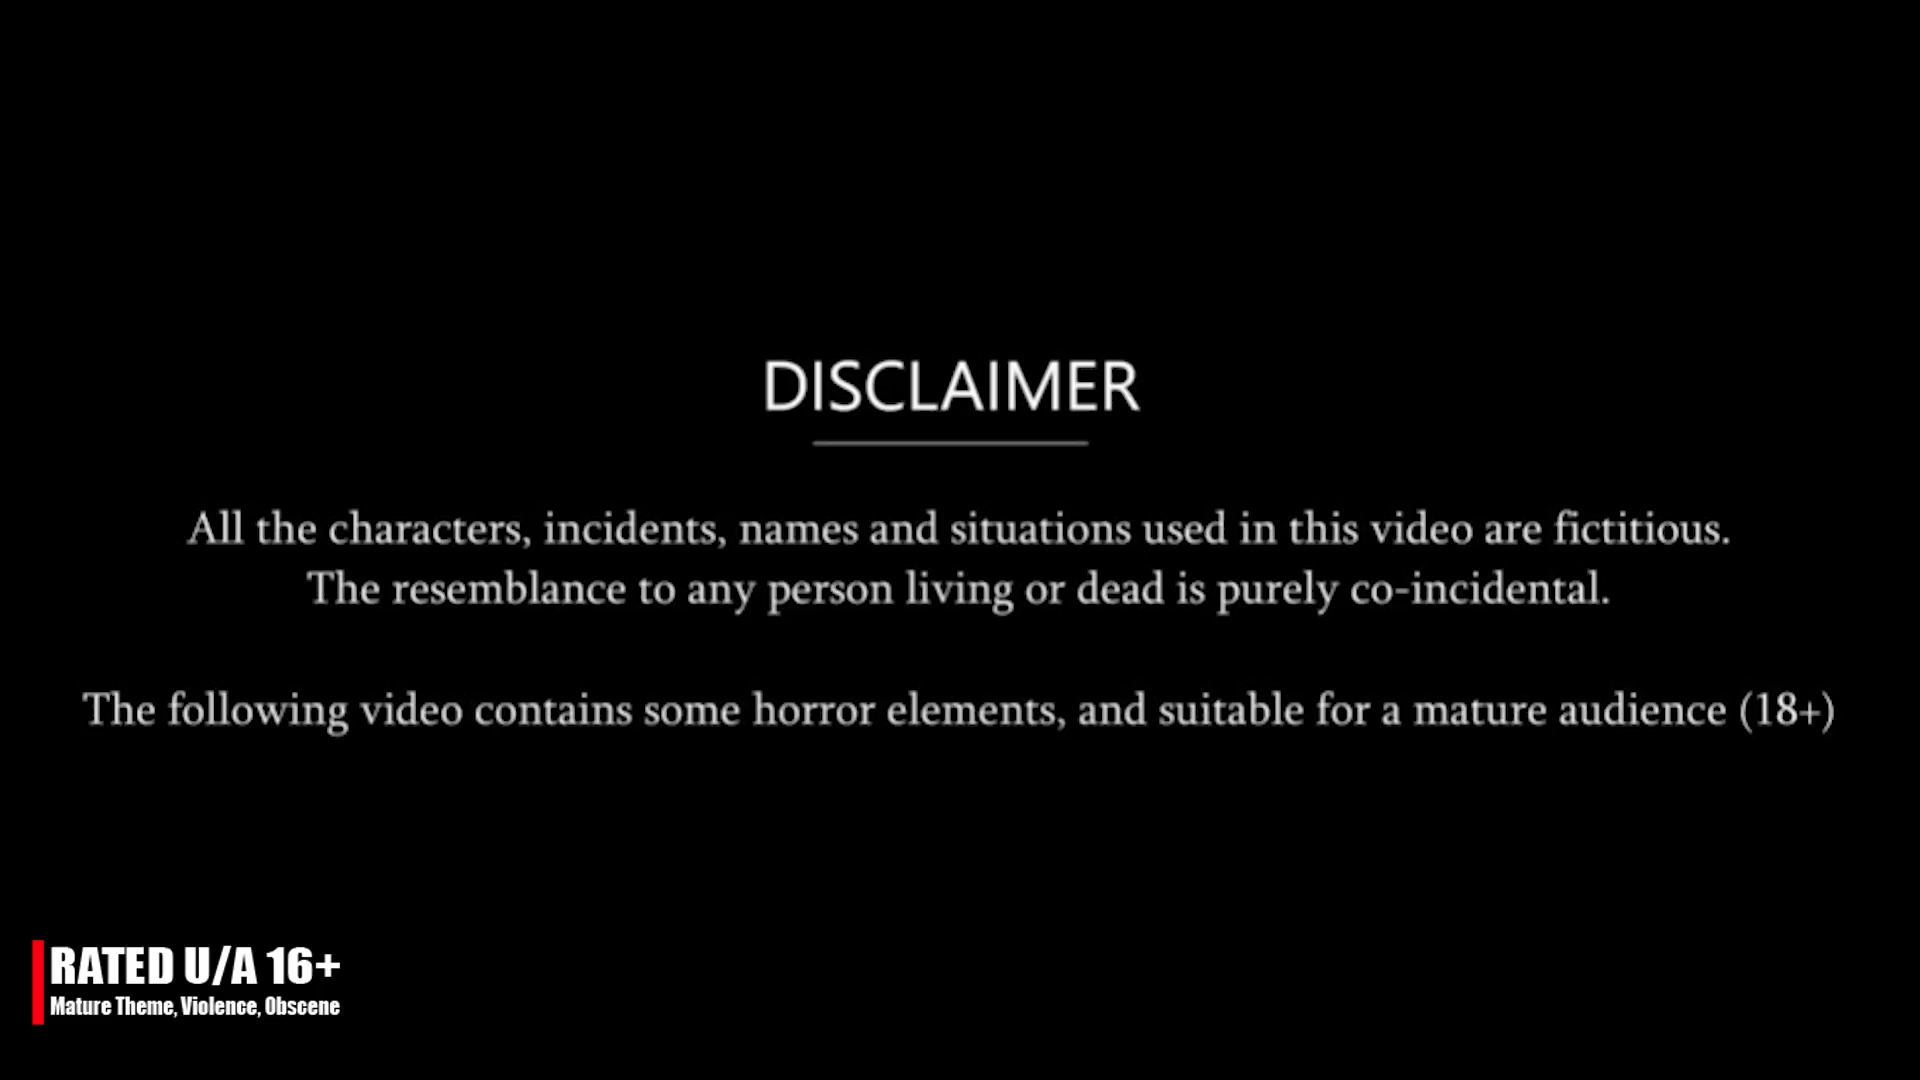 DISCLAIMER
All the characters, incidents, names and situations used in this video are fictitious.
The resemblance to any person living or dead is purely co-incidental.
The following video contains some horror elements, and suitable for a mature audience (18+)
RATED U/A 16+
Mature Theme, Violence, Obscene